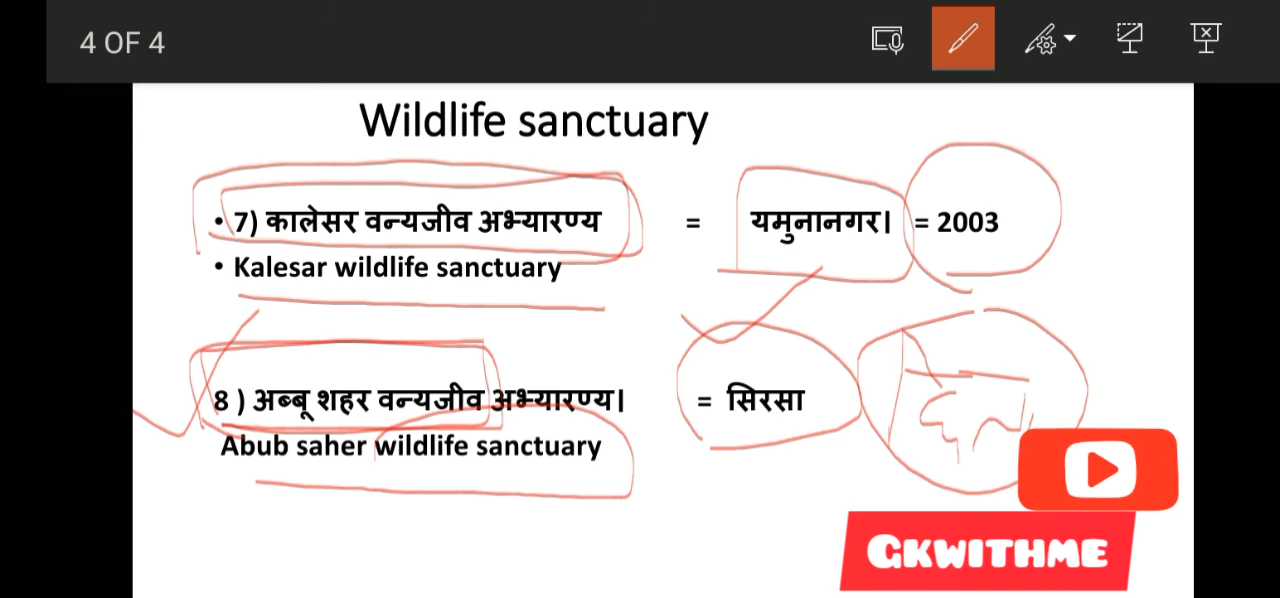 4 OF 4
Wildlife sanctuary
• 7) कालेसर वन्यजीव अभ्यारण्य = यमुनानगर। = 2003
• Kalesar wildlife sanctuary
8 ) अब्बू शहर वन्यजीव अभ्यारण्य। = सिरसा
Abub saher wildlife sanctuary
GKWITHME